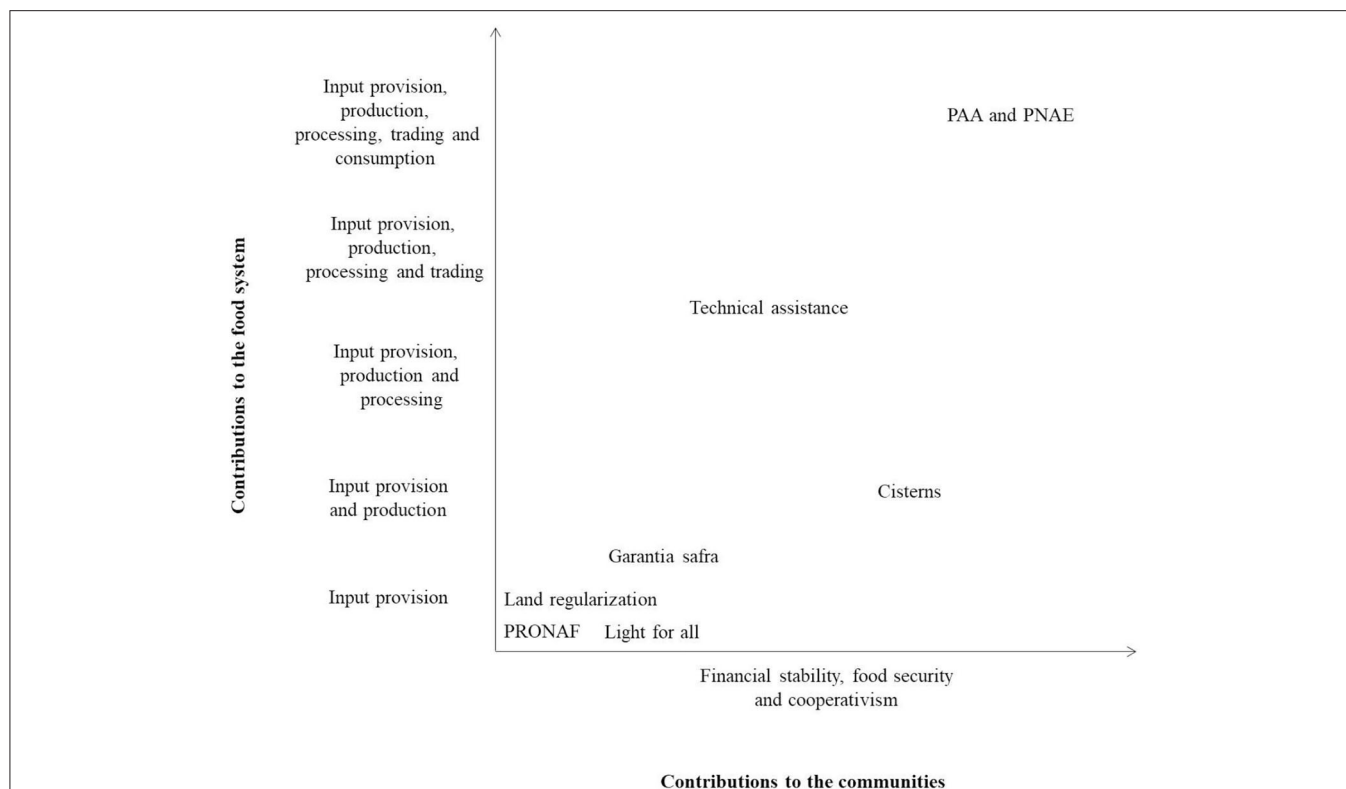 Input provision,
production,
processing, trading and
consumption
PAA and PNAE
Input provision,
production,
processing and trading
Contributions to the food system
Technical assistance
Input provision,
production and
processing
Input provision
and production
Cisterns
Garantia safra
Input provision
Land regularization
PRONAF
Light for all
Financial stability, food security
and cooperativism
Contributions to the communities